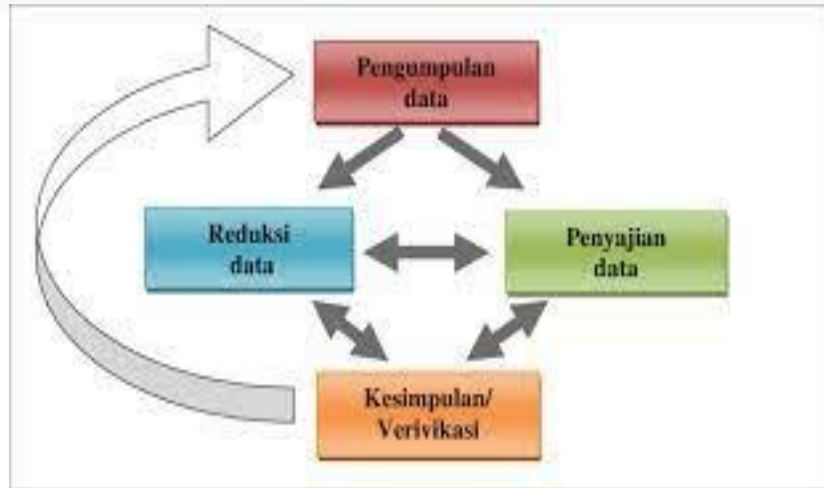 Pengumpulan
data
Reduksi
data
Penyajian
data
Kesimpulan/
Verivikasi